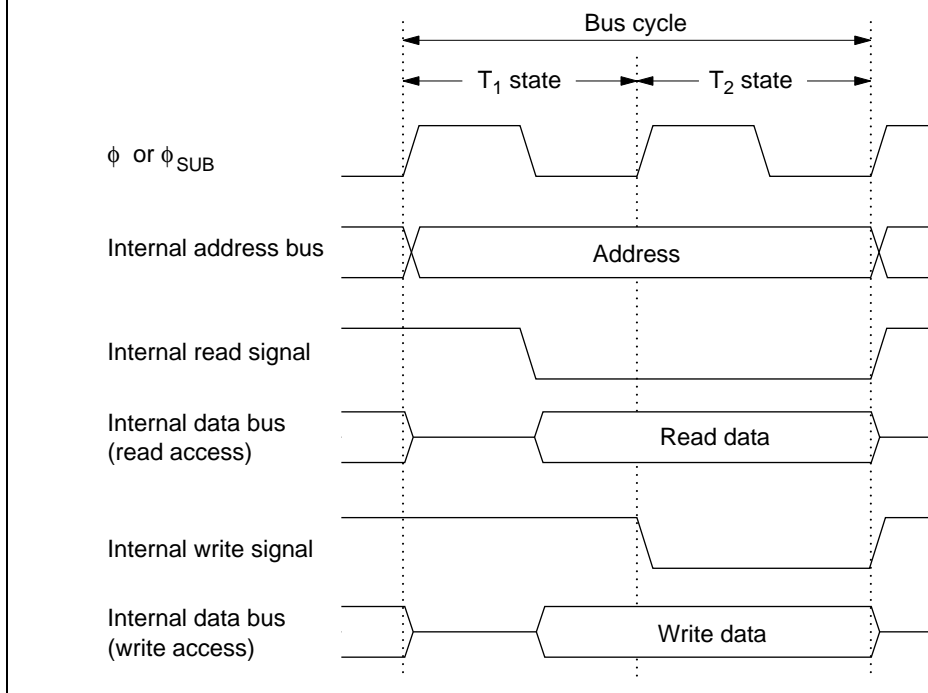 Bus cycle
T1 state
T2 state
ϕ or ϕSUB
Internal address bus
Address
Internal read signal
Internal data bus
(read access)
Read data
Internal write signal
Internal data bus
(write access)
Write data